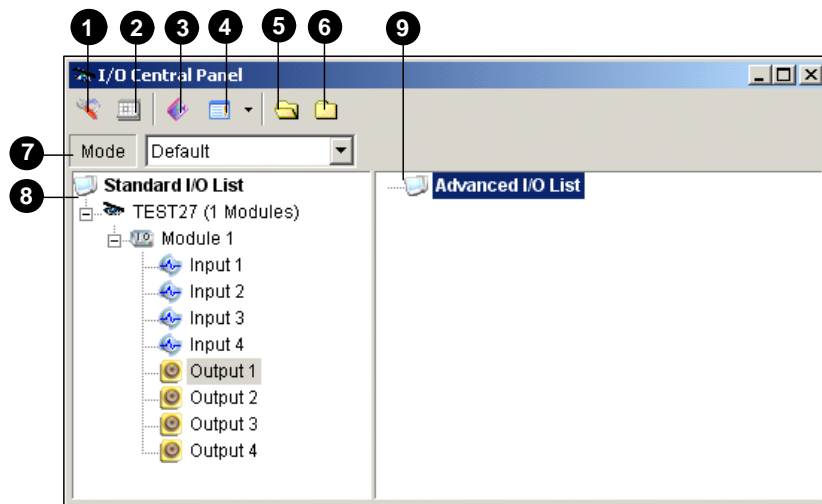 1 2 3 4 5 6 9
I/O Central Panel
7 Mode Default
8 Standard I/O List
Advanced I/O List
TEST27 (1 Modules)
Module 1
Input 1
Input 2
Input 3
Input 4
Output 1
Output 2
Output 3
Output 4